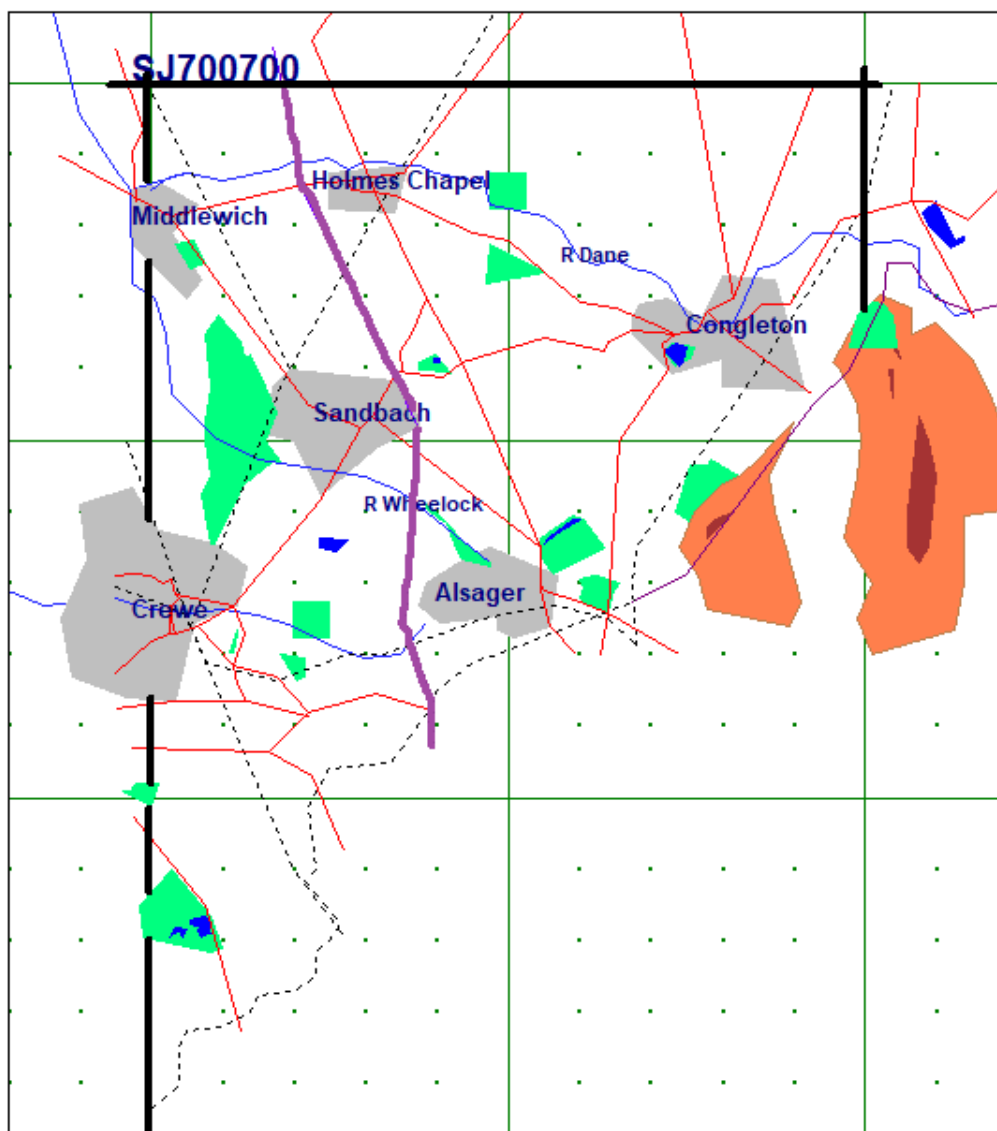 SJ700700
Holmes Chapel
Middlewich
R Dane
Congleton
Sandbach
R Wheelock
Alsager
Crewe